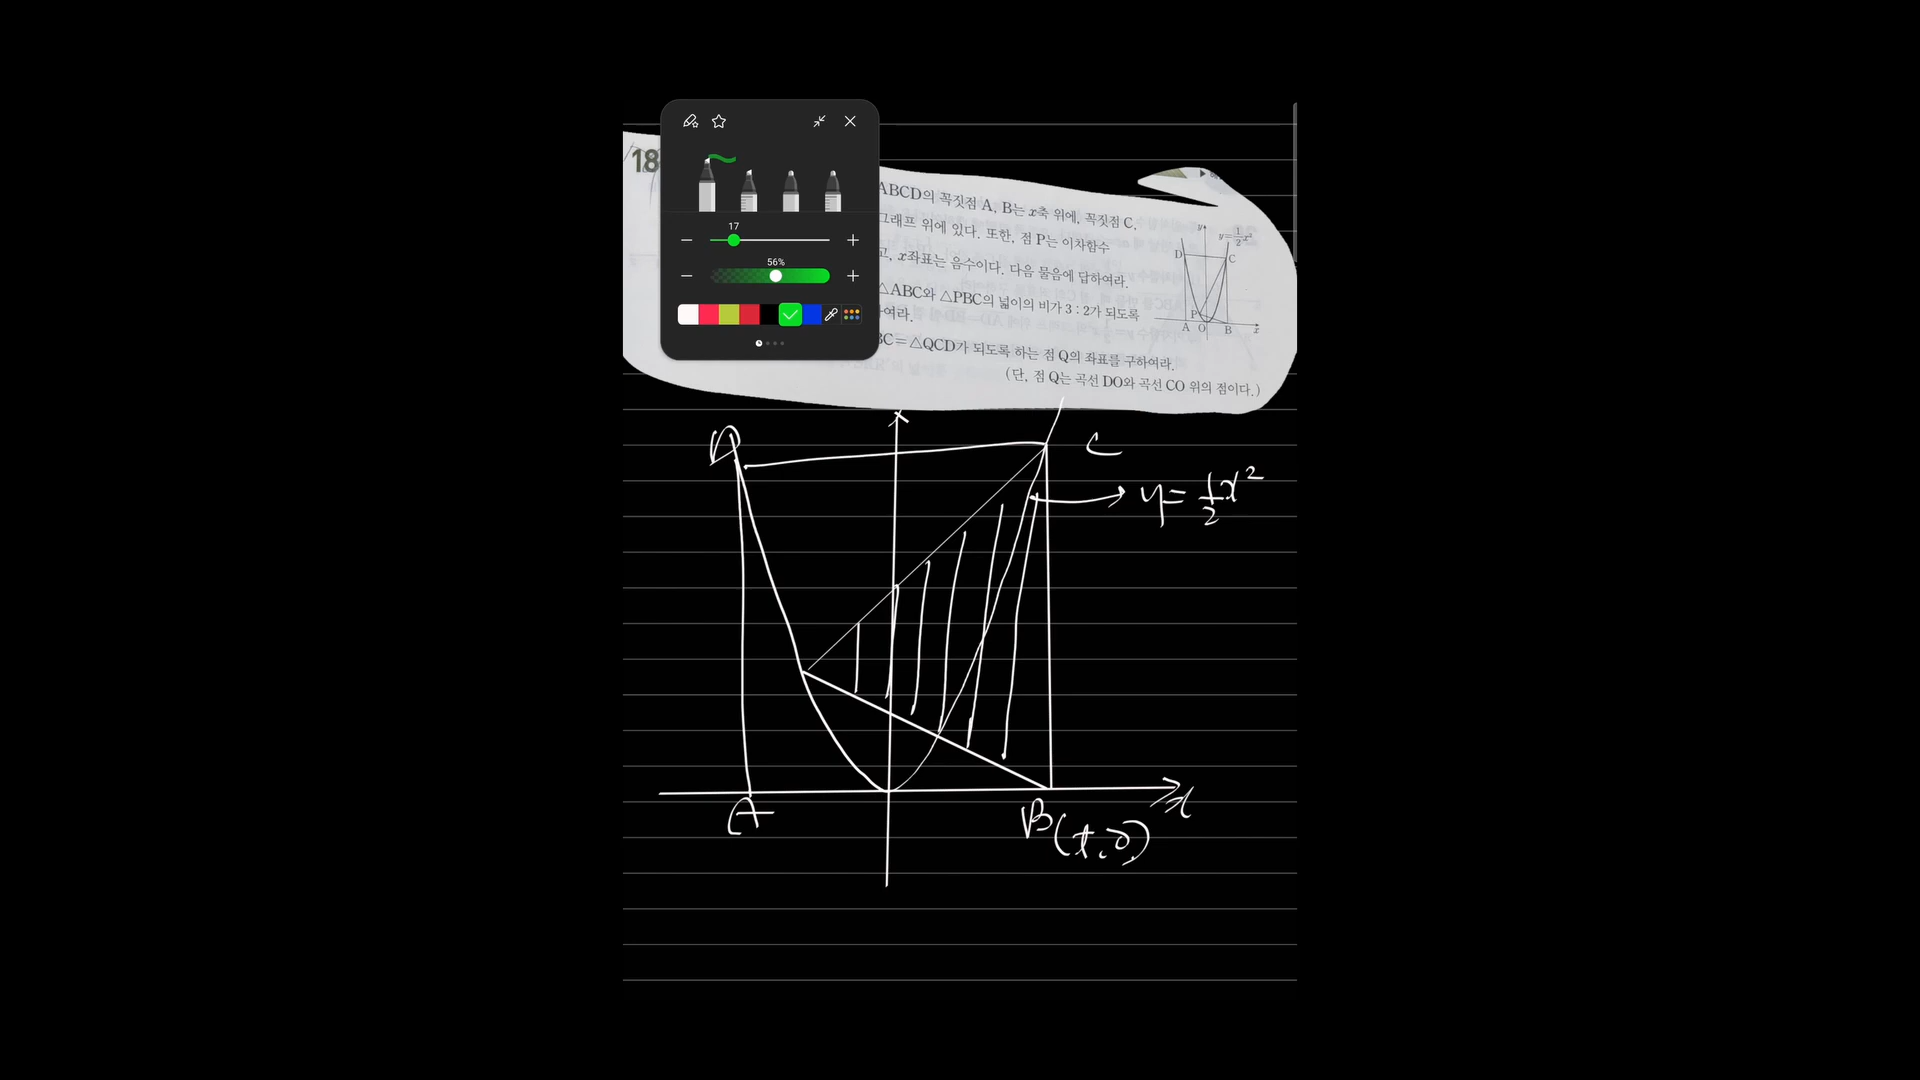 18
17
56%
ABCD의 꼭짓점 A, B는 x축 위에, 꼭짓점 C,
그래프 위에 있다. 또한, 점 P는 이차함수
고, x좌표는 음수이다. 다음 물음에 답하여라.
△ABC와 △PBC의 넓이의 비가 3 : 2가 되도록
여라.
BC=△QCD가 되도록 하는 점 Q의 좌표를 구하여라.
(단, 점 Q는 곡선 DO와 곡선 CO 위의 점이다.)
y
y=1/2x²
D
C
P
A O B x
D
C
y=1/2x²
A
B(t,0)
x